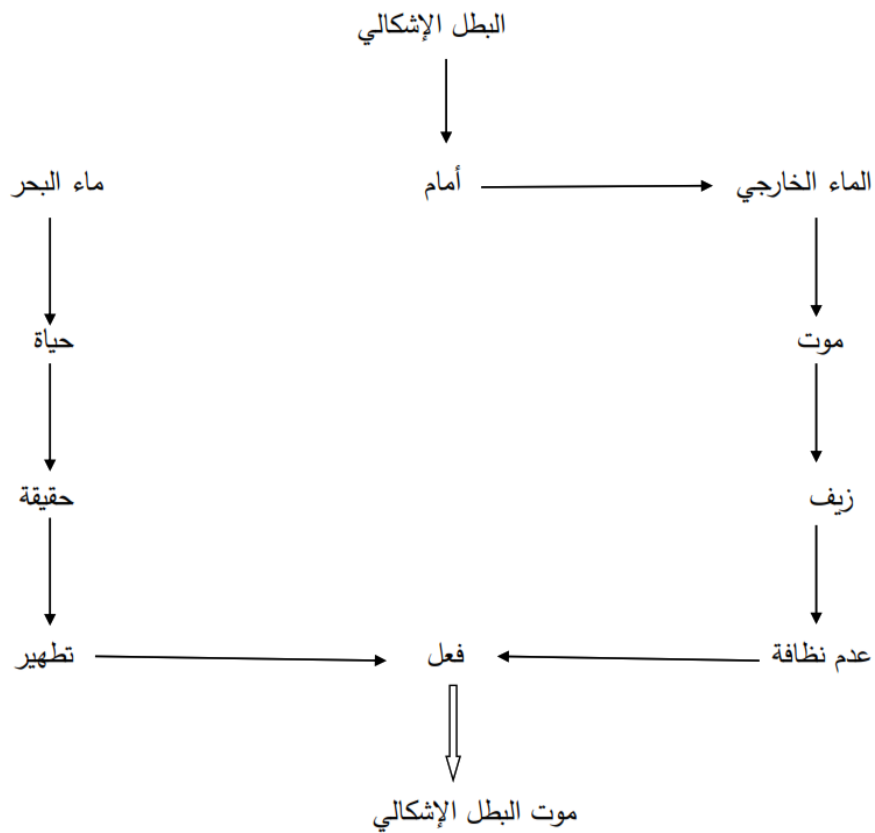 البطل الإشكالي
الماء الخارجي أمام ماء البحر
موت حياة
زيف حقيقة
عدم نظافة فعل تطهير
موت البطل الإشكالي